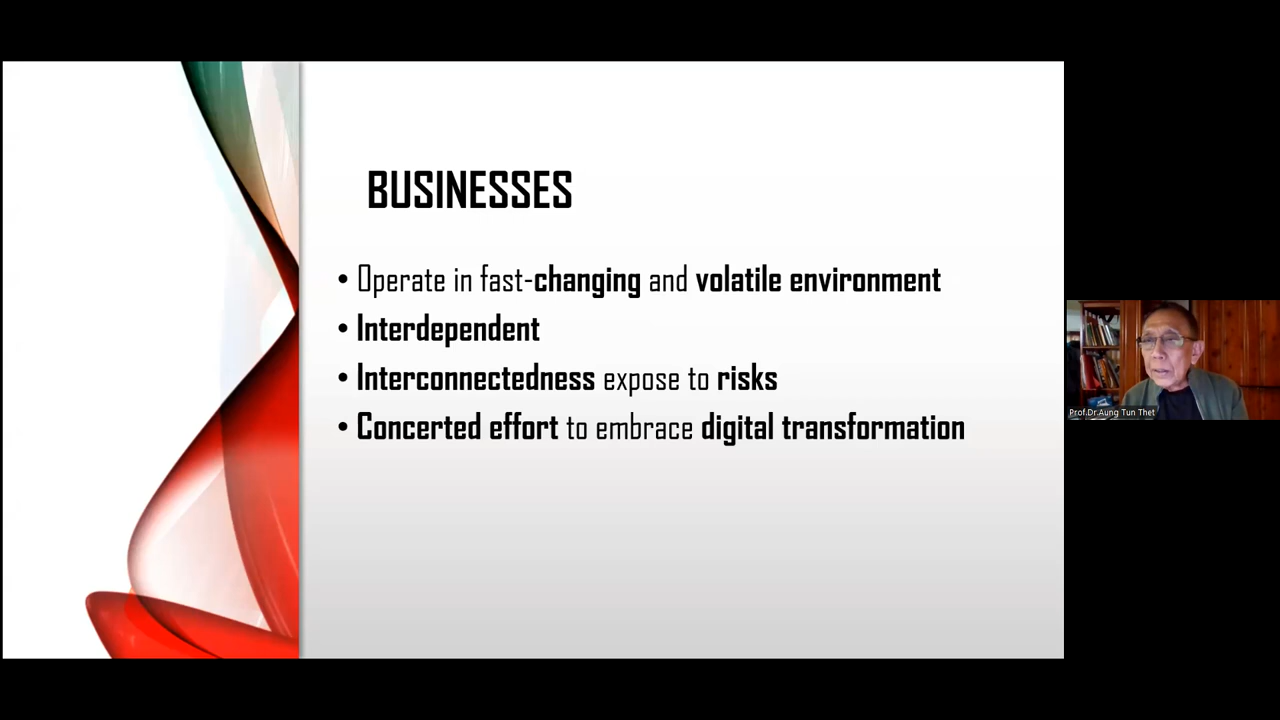 BUSINESSES
• Operate in fast-changing and volatile environment
• Interdependent
• Interconnectedness expose to risks
• Concerted effort to embrace digital transformation
Prof.Dr.Aung Tun Thet